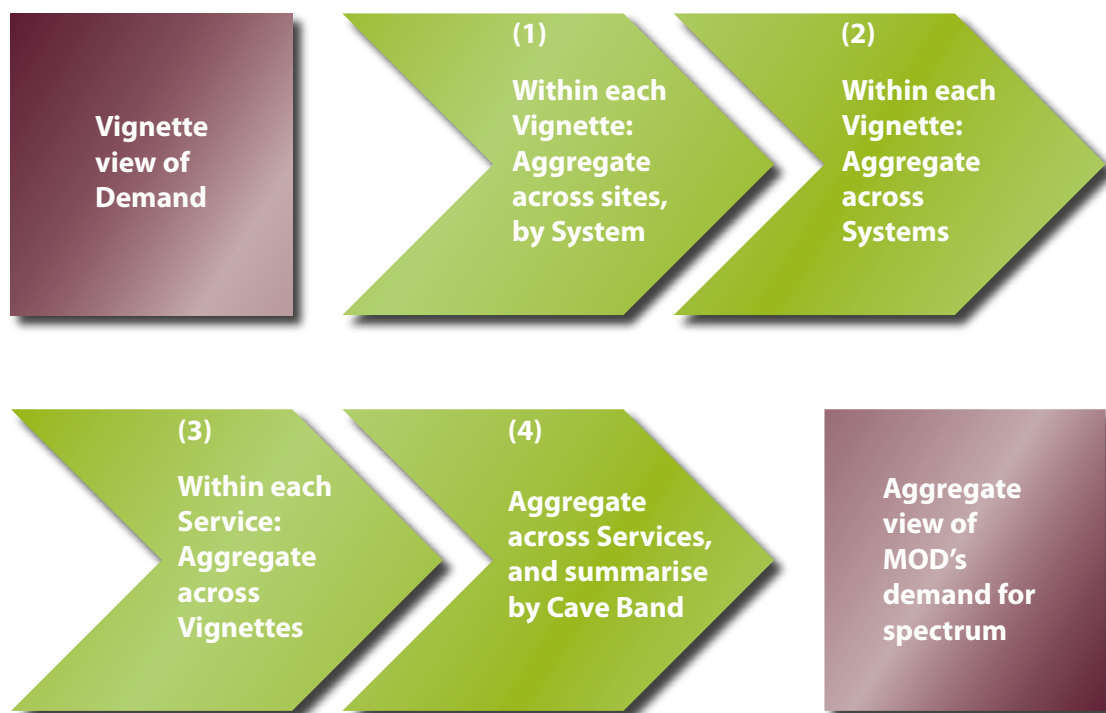 Vignette
view of
Demand
(1)
Within each
Vignette:
Aggregate
across sites,
by System
(2)
Within each
Vignette:
Aggregate
across
Systems
(3)
Within each
Service:
Aggregate
across
Vignettes
(4)
Aggregate
across Services,
and summarise
by Cave Band
Aggregate
view of
MOD’s
demand for
spectrum